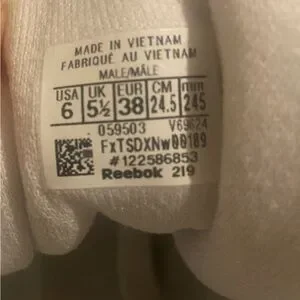 MADE IN VIETNAM
FABRIQUÉ AU VIETNAM
MALE/MÂLE
USA UK EUR CM mm
6 5½ 38 24.5 245
059503 V69624
FxTSDXNw00189
#122586853
Reebok 219